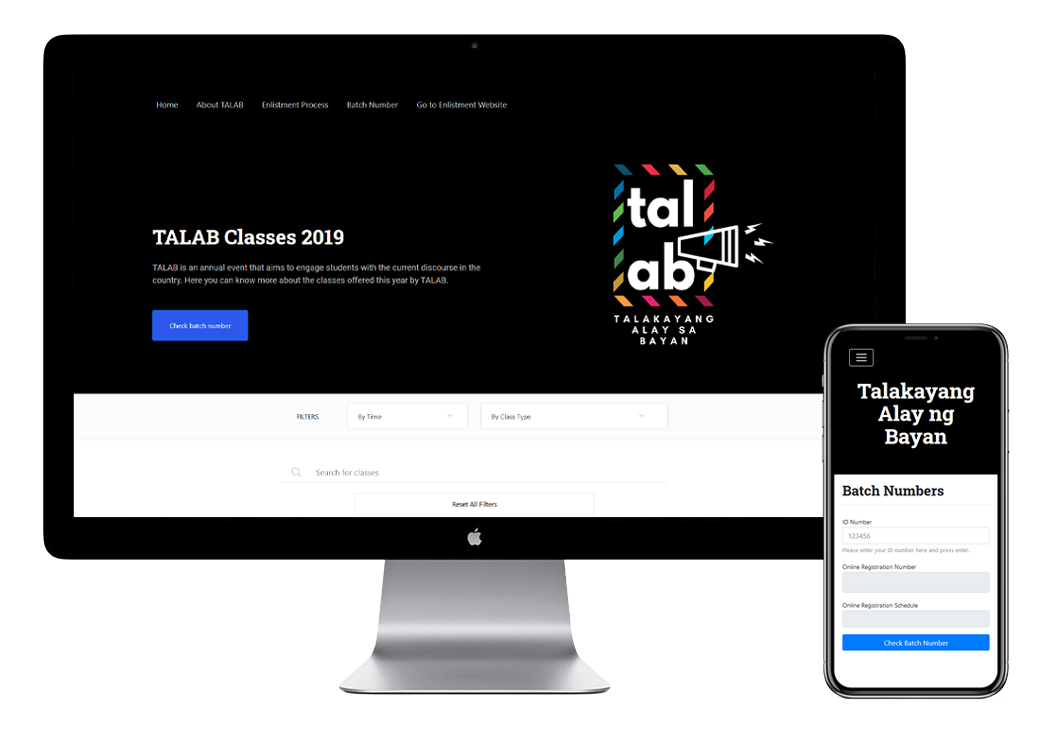 Home About TALAB Enlistment Process Batch Number Go to Enlistment Website
tal
ab
TALAKAYANG
ALAY SA
BAYAN
TALAB Classes 2019
TALAB is an annual event that aims to engage students with the current discourse in the
country. Here you can know more about the classes offered this year by TALAB.
Check batch number
FILTERS By Time By Class Type
Search for classes
Reset All Filters
Talakayang
Alay ng
Bayan
Batch Numbers
ID Number
123456
Please enter your ID number here and press enter.
Online Registration Number
Online Registration Schedule
Check Batch Number